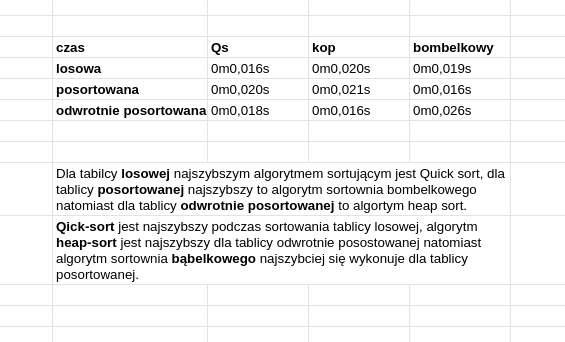 czas Qs kop bombelkowy
losowa 0m0,016s 0m0,020s 0m0,019s
posortowana 0m0,020s 0m0,021s 0m0,016s
odwrotnie posortowana 0m0,018s 0m0,016s 0m0,026s
Dla tabilcy losowej najszybszym algorytmem sortującym jest Quick sort, dla
tablicy posortowanej najszybszy to algorytm sortownia bombelkowego
natomiast dla tablicy odwrotnie posortowanej to algortym heap sort.
Qick-sort jest najszybszy podczas sortowania tablicy losowej, algorytm
heap-sort jest najszybszy dla tablicy odwrotnie posostowanej natomiast
algorytm sortownia bąbelkowego najszybciej się wykonuje dla tablicy
posortowanej.